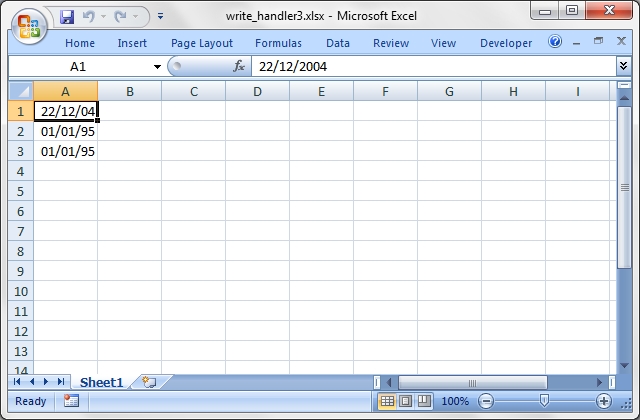 write_handler3.xlsx - Microsoft Excel
Home Insert Page Layout Formulas Data Review View Developer
A1 fx 22/12/2004
A B C D E F G H I
1 22/12/04
2 01/01/95
3 01/01/95
4
5
6
7
8
9
10
11
12
13
14
Sheet1
Ready 100%